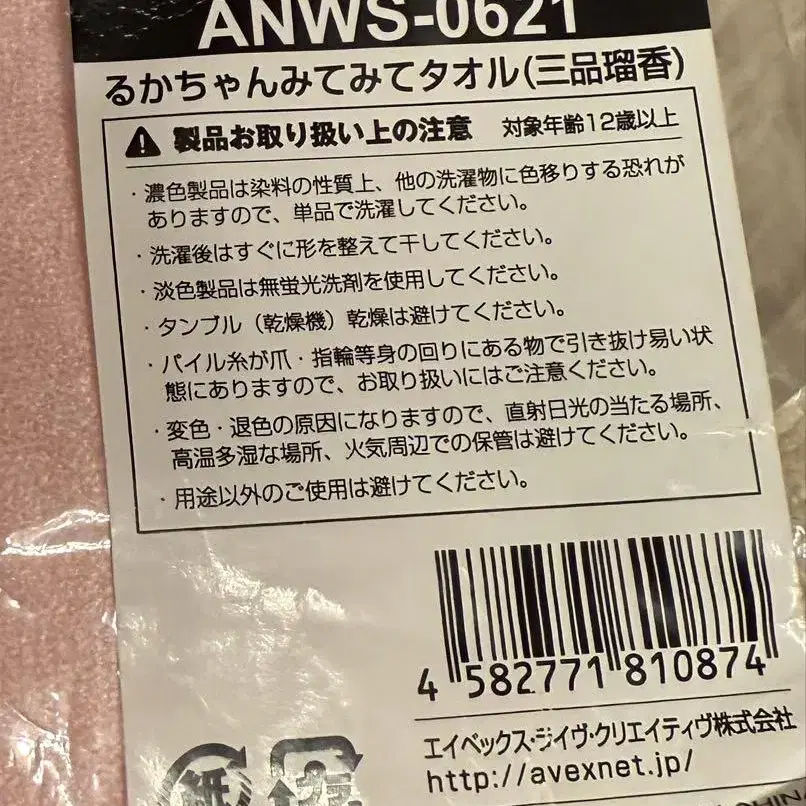 ANWS-0621
るかちゃんみてみてタオル(三品瑠香)
製品お取り扱い上の注意 対象年齢12歳以上
・濃色製品は染料の性質上、他の洗濯物に色移りする恐れが
ありますので、単品で洗濯してください。
・洗濯後はすぐに形を整えて干してください。
・淡色製品は無蛍光洗剤を使用してください。
・タンブル（乾燥機）乾燥は避けてください。
・パイル糸が爪・指輪等身の回りにある物で引き抜け易い状
態にありますので、お取り扱いにはご注意ください。
・変色・退色の原因になりますので、直射日光の当たる場所、
高温多湿な場所、火気周辺での保管は避けてください。
・用途以外のご使用は避けてください。
4 582771 810874
エイベックス・ライヴ・クリエイティヴ株式会社
http://avexnet.jp/
紙